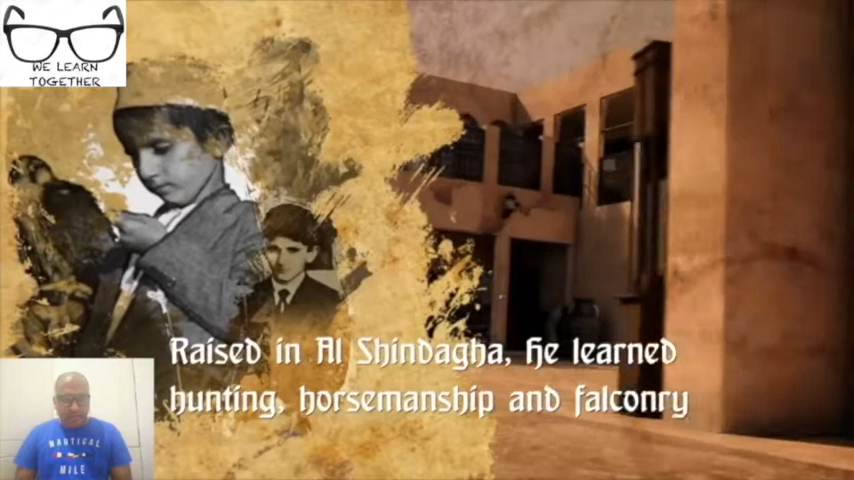 WE LEARN
TOGETHER
Raised in Al Shindagha, he learned
hunting, horsemanship and falconry
NAUTICAL
MILE